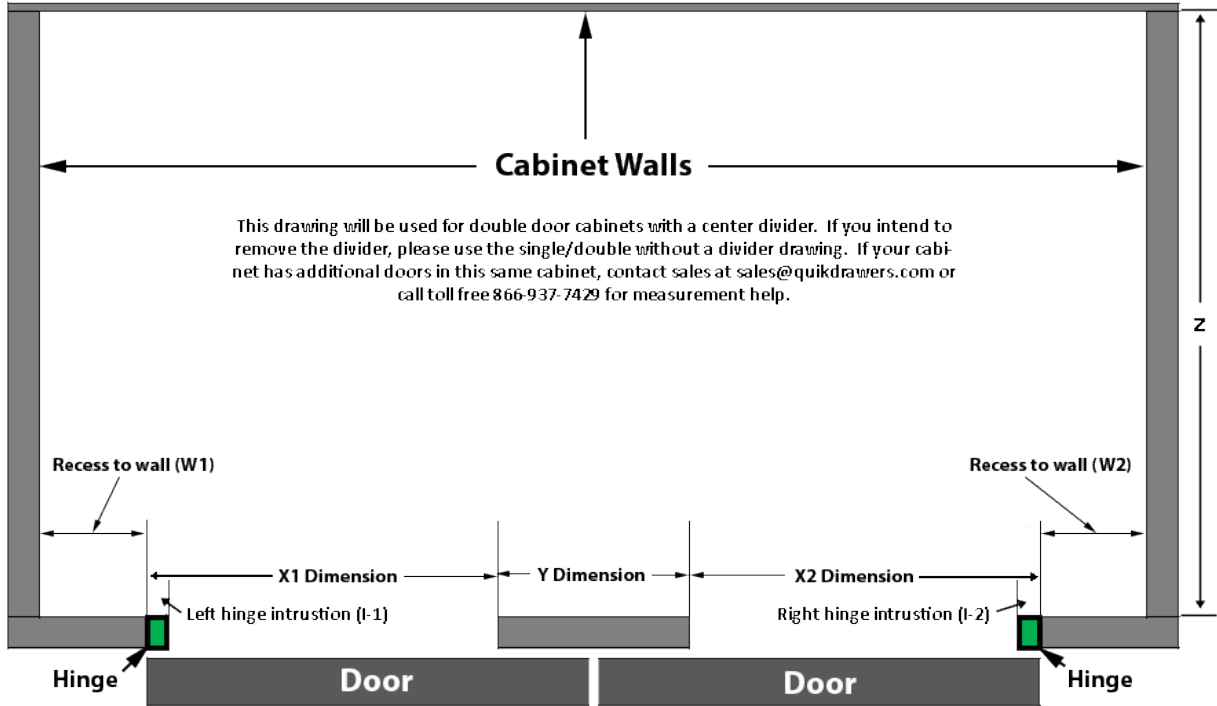 Cabinet Walls
This drawing will be used for double door cabinets with a center divider. If you intend to
remove the divider, please use the single/double without a divider drawing. If your cabi-
net has additional doors in this same cabinet, contact sales at sales@quikdrawers.com or
call toll free 866-937-7429 for measurement help.
Z
Recess to wall (W1)
Recess to wall (W2)
X1 Dimension
Y Dimension
X2 Dimension
Left hinge intrustion (I-1)
Right hinge intrustion (I-2)
Hinge
Door
Door
Hinge